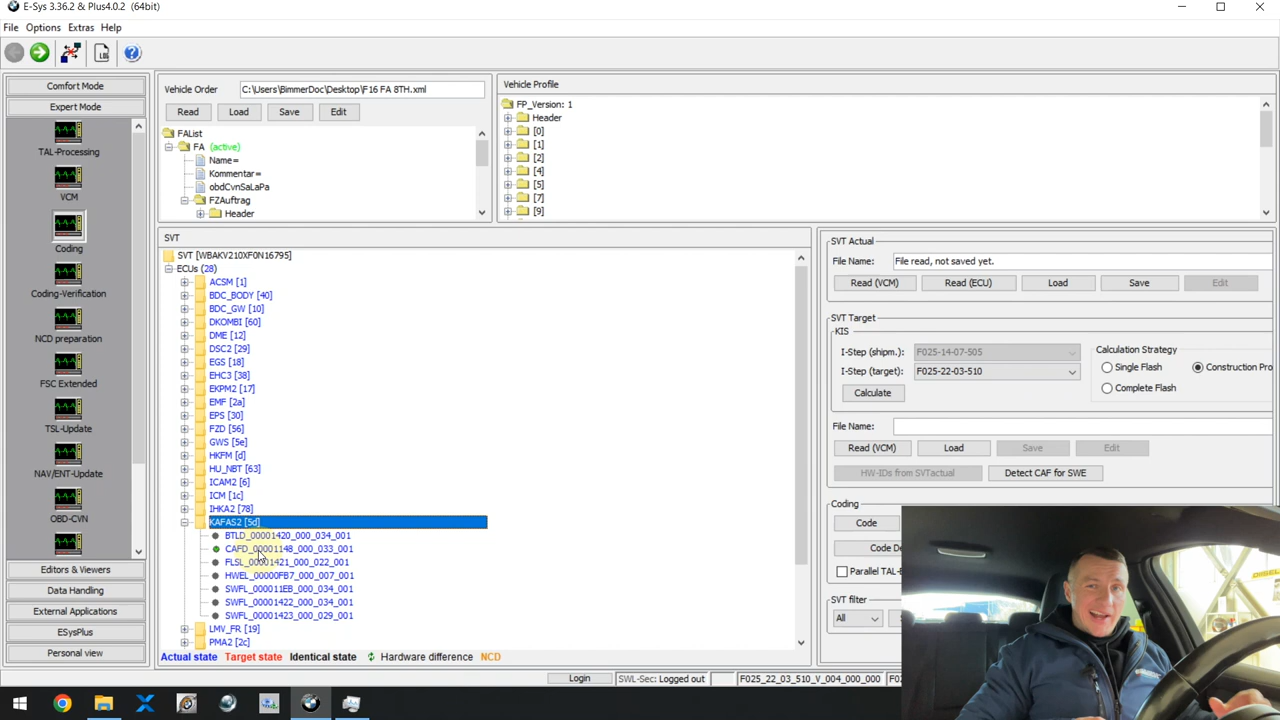 E-Sys 3.36.2 & Plus4.0.2 (64bit)
File Options Extras Help
Comfort Mode
Expert Mode
TAL-Processing
VCM
Coding
Coding-Verification
NCD preparation
FSC Extended
TSL-Update
NAV/ENT-Update
OBD-CVN
Editors & Viewers
Data Handling
External Applications
ESysPlus
Personal view
Vehicle Order C:\Users\BimmerDoc\Desktop\F16 FA 8TH.xml
Read Load Save Edit
FAList
FA (active)
Name=
Kommentar=
obdCvnSaLaPa
FZAuftrag
Header
Vehicle Profile
FP_Version: 1
Header
[0]
[1]
[2]
[4]
[5]
[7]
[9]
SVT
SVT [WBAKV210XF0N16795]
ECUs (28)
ACSM [1]
BDC_BODY [40]
BDC_GW [10]
DKOMBI [60]
DME [12]
DSC2 [29]
EGS [18]
EHC3 [38]
EKPM2 [17]
EMF [2a]
EPS [30]
FZD [56]
GWS [5e]
HKFM [d]
HU_NBT [63]
ICAM2 [6]
ICM [1c]
IHKA2 [78]
KAFAS2 [5d]
BTLD_00001420_000_034_001
CAFD_00001148_000_033_001
FLSL_00001421_000_022_001
HWEL_00000FB7_000_007_001
SWFL_000011EB_000_034_001
SWFL_00001422_000_034_001
SWFL_00001423_000_029_001
LMV_FR [19]
PMA2 [2c]
Actual state Target state Identical state Hardware difference NCD
SVT Actual
File Name: File read, not saved yet.
Read (VCM) Read (ECU) Load Save Edit
SVT Target
KIS
I-Step (shipm.): F025-14-07-505
I-Step (target): F025-22-03-510
Calculation Strategy
Single Flash Construction Pro
Complete Flash
Calculate
File Name:
Read (VCM) Load Save Edit
HW-IDs from SVTactual Detect CAF for SWE
Coding
Code
Code De
Parallel TAL-E
SVT filter
All
Login SWL-Sec: Logged out F025_22_03_510_V_004_000_000